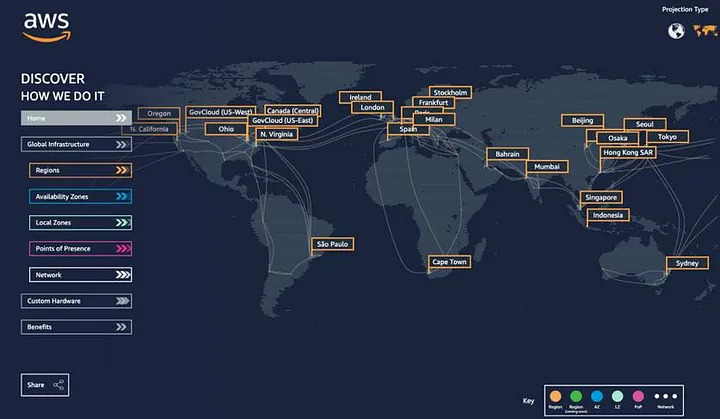 aws
Projection Type
DISCOVER
HOW WE DO IT
Home
Global Infrastructure
Regions
Availability Zones
Local Zones
Points of Presence
Network
Custom Hardware
Benefits
Share
Oregon
N. California
GovCloud (US-West)
Ohio
Canada (Central)
GovCloud (US-East)
N. Virginia
São Paulo
Ireland
London
Stockholm
Frankfurt
Milan
Spain
Cape Town
Bahrain
Mumbai
Beijing
Seoul
Osaka
Tokyo
Hong Kong SAR
Singapore
Indonesia
Sydney
Key
Region
Region
(coming soon)
AZ
LZ
PoP
Network